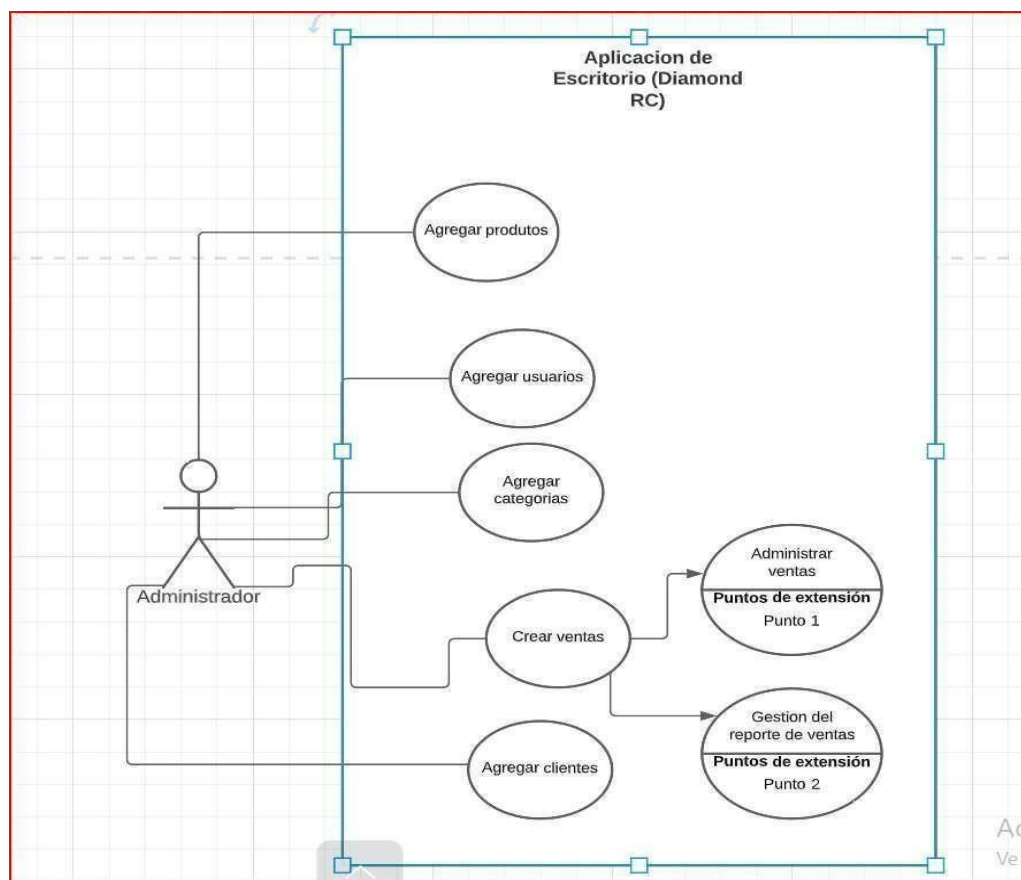 Aplicacion de
Escritorio (Diamond
RC)
Agregar produtos
Agregar usuarios
Agregar
categorias
Administrador
Administrar
ventas
Puntos de extensión
Punto 1
Crear ventas
Gestion del
reporte de ventas
Puntos de extensión
Punto 2
Agregar clientes